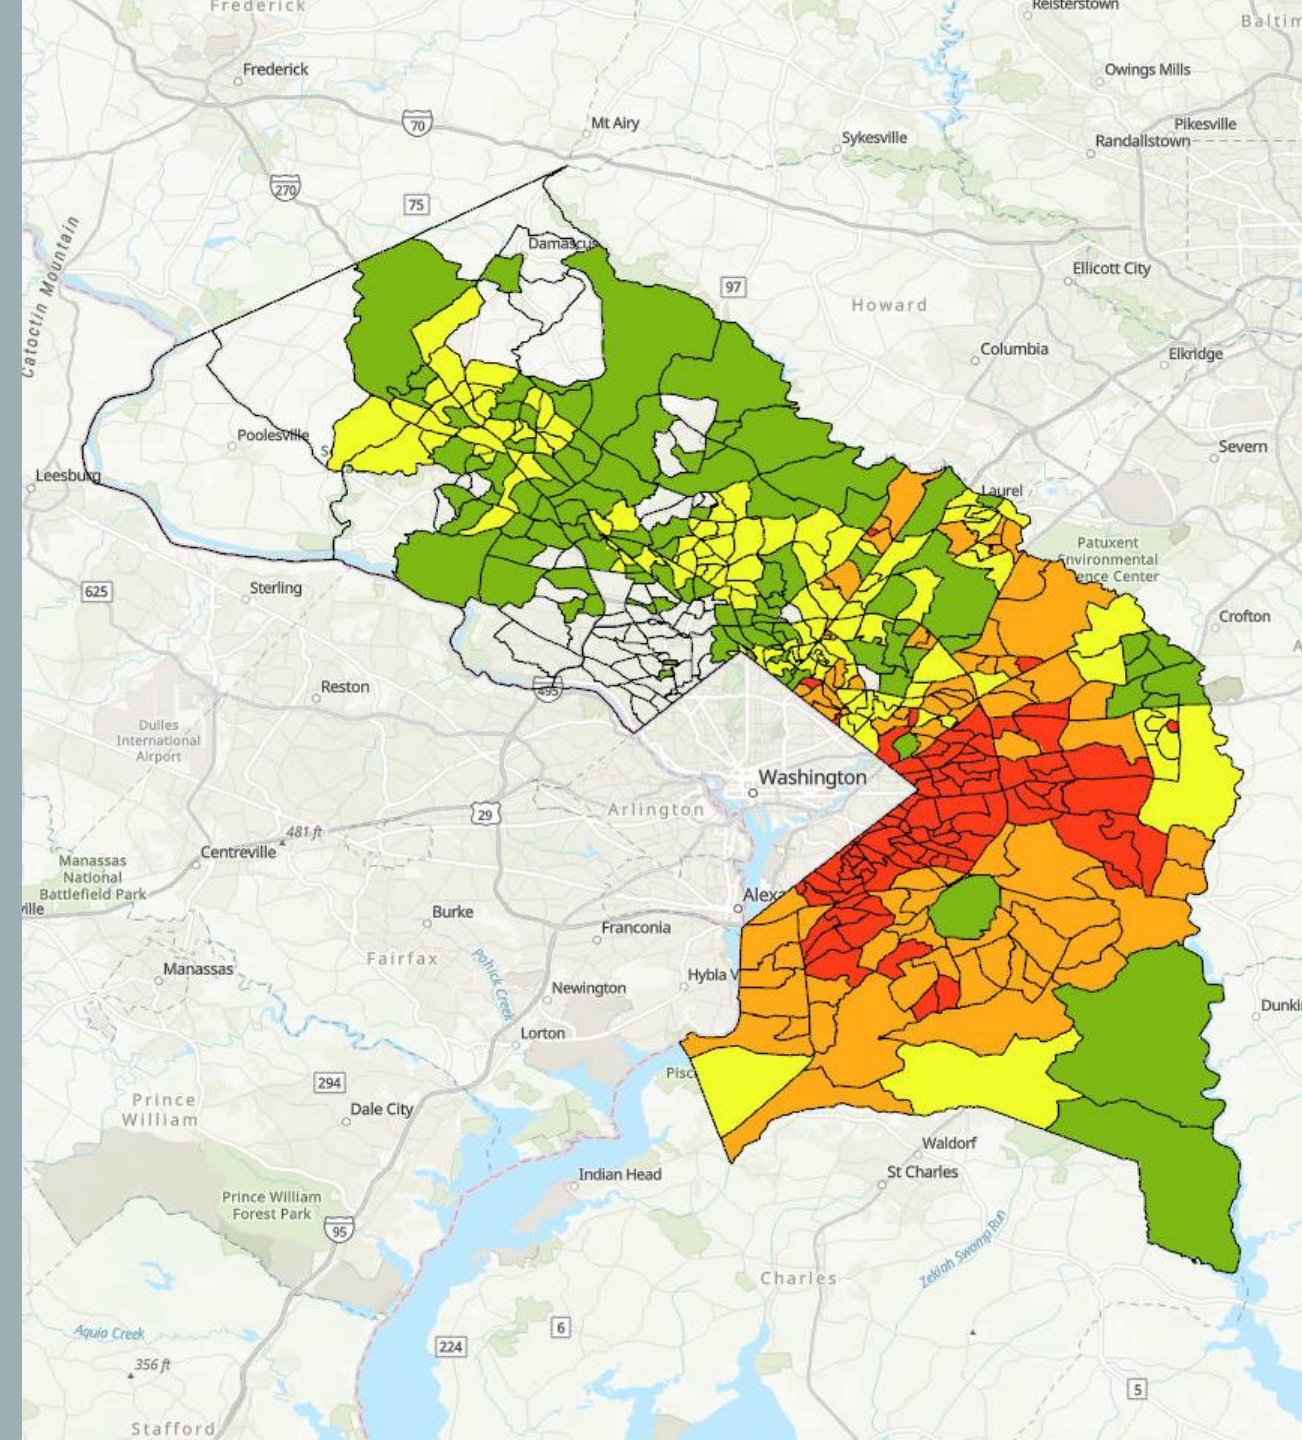 Frederick
Reisterstown
Baltim
Frederick
Owings Mills
70
Mt Airy
Pikesville
Sykesville
Randallstown
270
75
Damascus
Catoctin Mountain
97
Ellicott City
Howard
Columbia
Elkridge
Poolesville
Severn
Leesburg
Laurel
Patuxent
Environmental
ence Center
625
Sterling
Crofton
Reston
495
Dulles
International
Airport
Washington
29
Arlington
481 ft
Centreville
Manassas
National
Battlefield Park
ville
Alexa
Burke
Franconia
Fairfax
Pohick Creek
Manassas
Hybla V
Newington
Dunki
Lorton
Pisc
294
Prince
William
Dale City
Waldorf
St Charles
Indian Head
Prince William
Forest Park
95
Zekiah Swamp Run
Charles
6
Aquia Creek
224
356 ft
5
Stafford